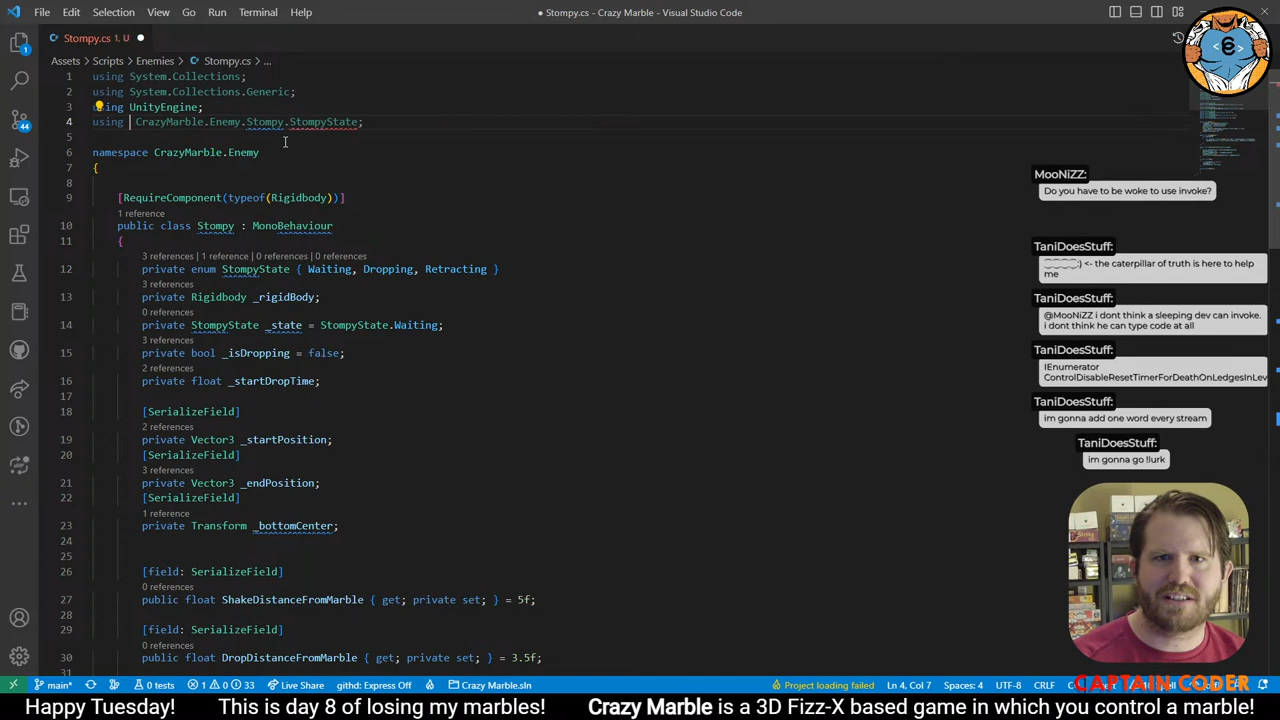 File Edit Selection View Go Run Terminal Help
● Stompy.cs - Crazy Marble - Visual Studio Code
Stompy.cs 1, U ●
Assets > Scripts > Enemies > Stompy.cs > ...
1 using System.Collections;
2 using System.Collections.Generic;
3 using UnityEngine;
4 using CrazyMarble.Enemy.Stompy.StompyState;
5
6 namespace CrazyMarble.Enemy
7 {
8
9 [RequireComponent(typeof(Rigidbody))]
1 reference
10 public class Stompy : MonoBehaviour
11 {
3 references | 1 reference | 0 references | 0 references
12 private enum StompyState { Waiting, Dropping, Retracting }
3 references
13 private Rigidbody _rigidBody;
0 references
14 private StompyState _state = StompyState.Waiting;
3 references
15 private bool _isDropping = false;
2 references
16 private float _startDropTime;
17
18 [SerializeField]
2 references
19 private Vector3 _startPosition;
20 [SerializeField]
3 references
21 private Vector3 _endPosition;
22 [SerializeField]
1 reference
23 private Transform _bottomCenter;
24
25
26 [field: SerializeField]
0 references
27 public float ShakeDistanceFromMarble { get; private set; } = 5f;
28
29 [field: SerializeField]
0 references
30 public float DropDistanceFromMarble { get; private set; } = 3.5f;
31
1
44
MooNiZZ:
Do you have to be woke to use invoke?
TaniDoesStuff:
:) <- the caterpillar of truth is here to help
me
TaniDoesStuff:
@MooNiZZ i dont think a sleeping dev can invoke.
i dont think he can type code at all
TaniDoesStuff:
IEnumerator
ControlDisableResetTimerForDeathOnLedgesInLev
TaniDoesStuff:
im gonna add one word every stream
TaniDoesStuff:
im gonna go !lurk
CAPTAIN CODER
main* 0 tests 1 0 33 Live Share githd: Express Off Crazy Marble.sln
Project loading failed Ln 4, Col 7 Spaces: 4 UTF-8 CRLF
Happy Tuesday! This is day 8 of losing my marbles! Crazy Marble is a 3D Fizz-X based game in which you control a marble!